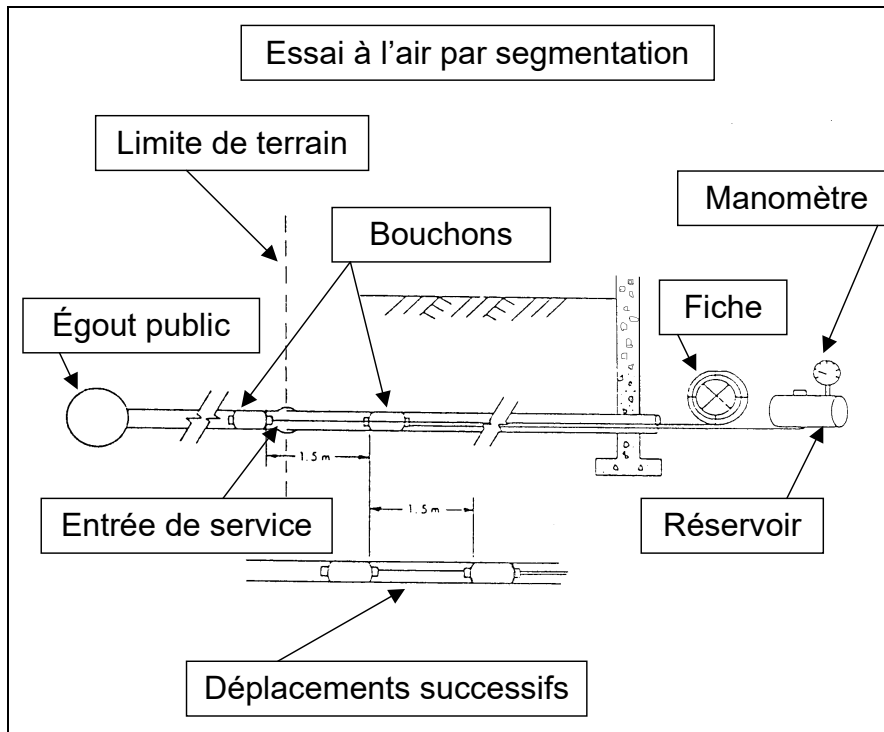 Essai à l'air par segmentation
Limite de terrain
Manomètre
Bouchons
Fiche
Égout public
1.5 m
Entrée de service
1.5 m
Réservoir
Déplacements successifs